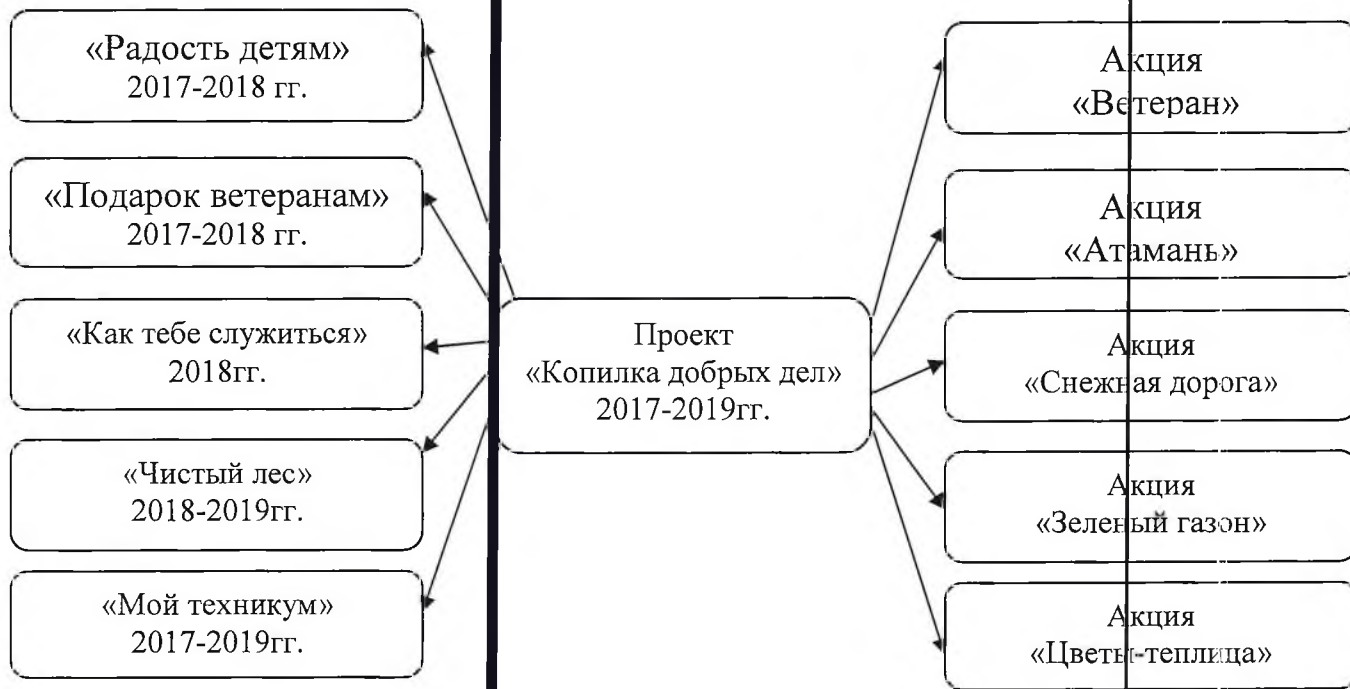 «Радость детям»
2017-2018 гг.
«Подарок ветеранам»
2017-2018 гг.
«Как тебе служиться»
2018гг.
«Чистый лес»
2018-2019гг.
«Мой техникум»
2017-2019гг.
Проект
«Копилка добрых дел»
2017-2019гг.
Акция
«Ветеран»
Акция
«Атамань»
Акция
«Снежная дорога»
Акция
«Зеленый газон»
Акция
«Цветы-теплица»